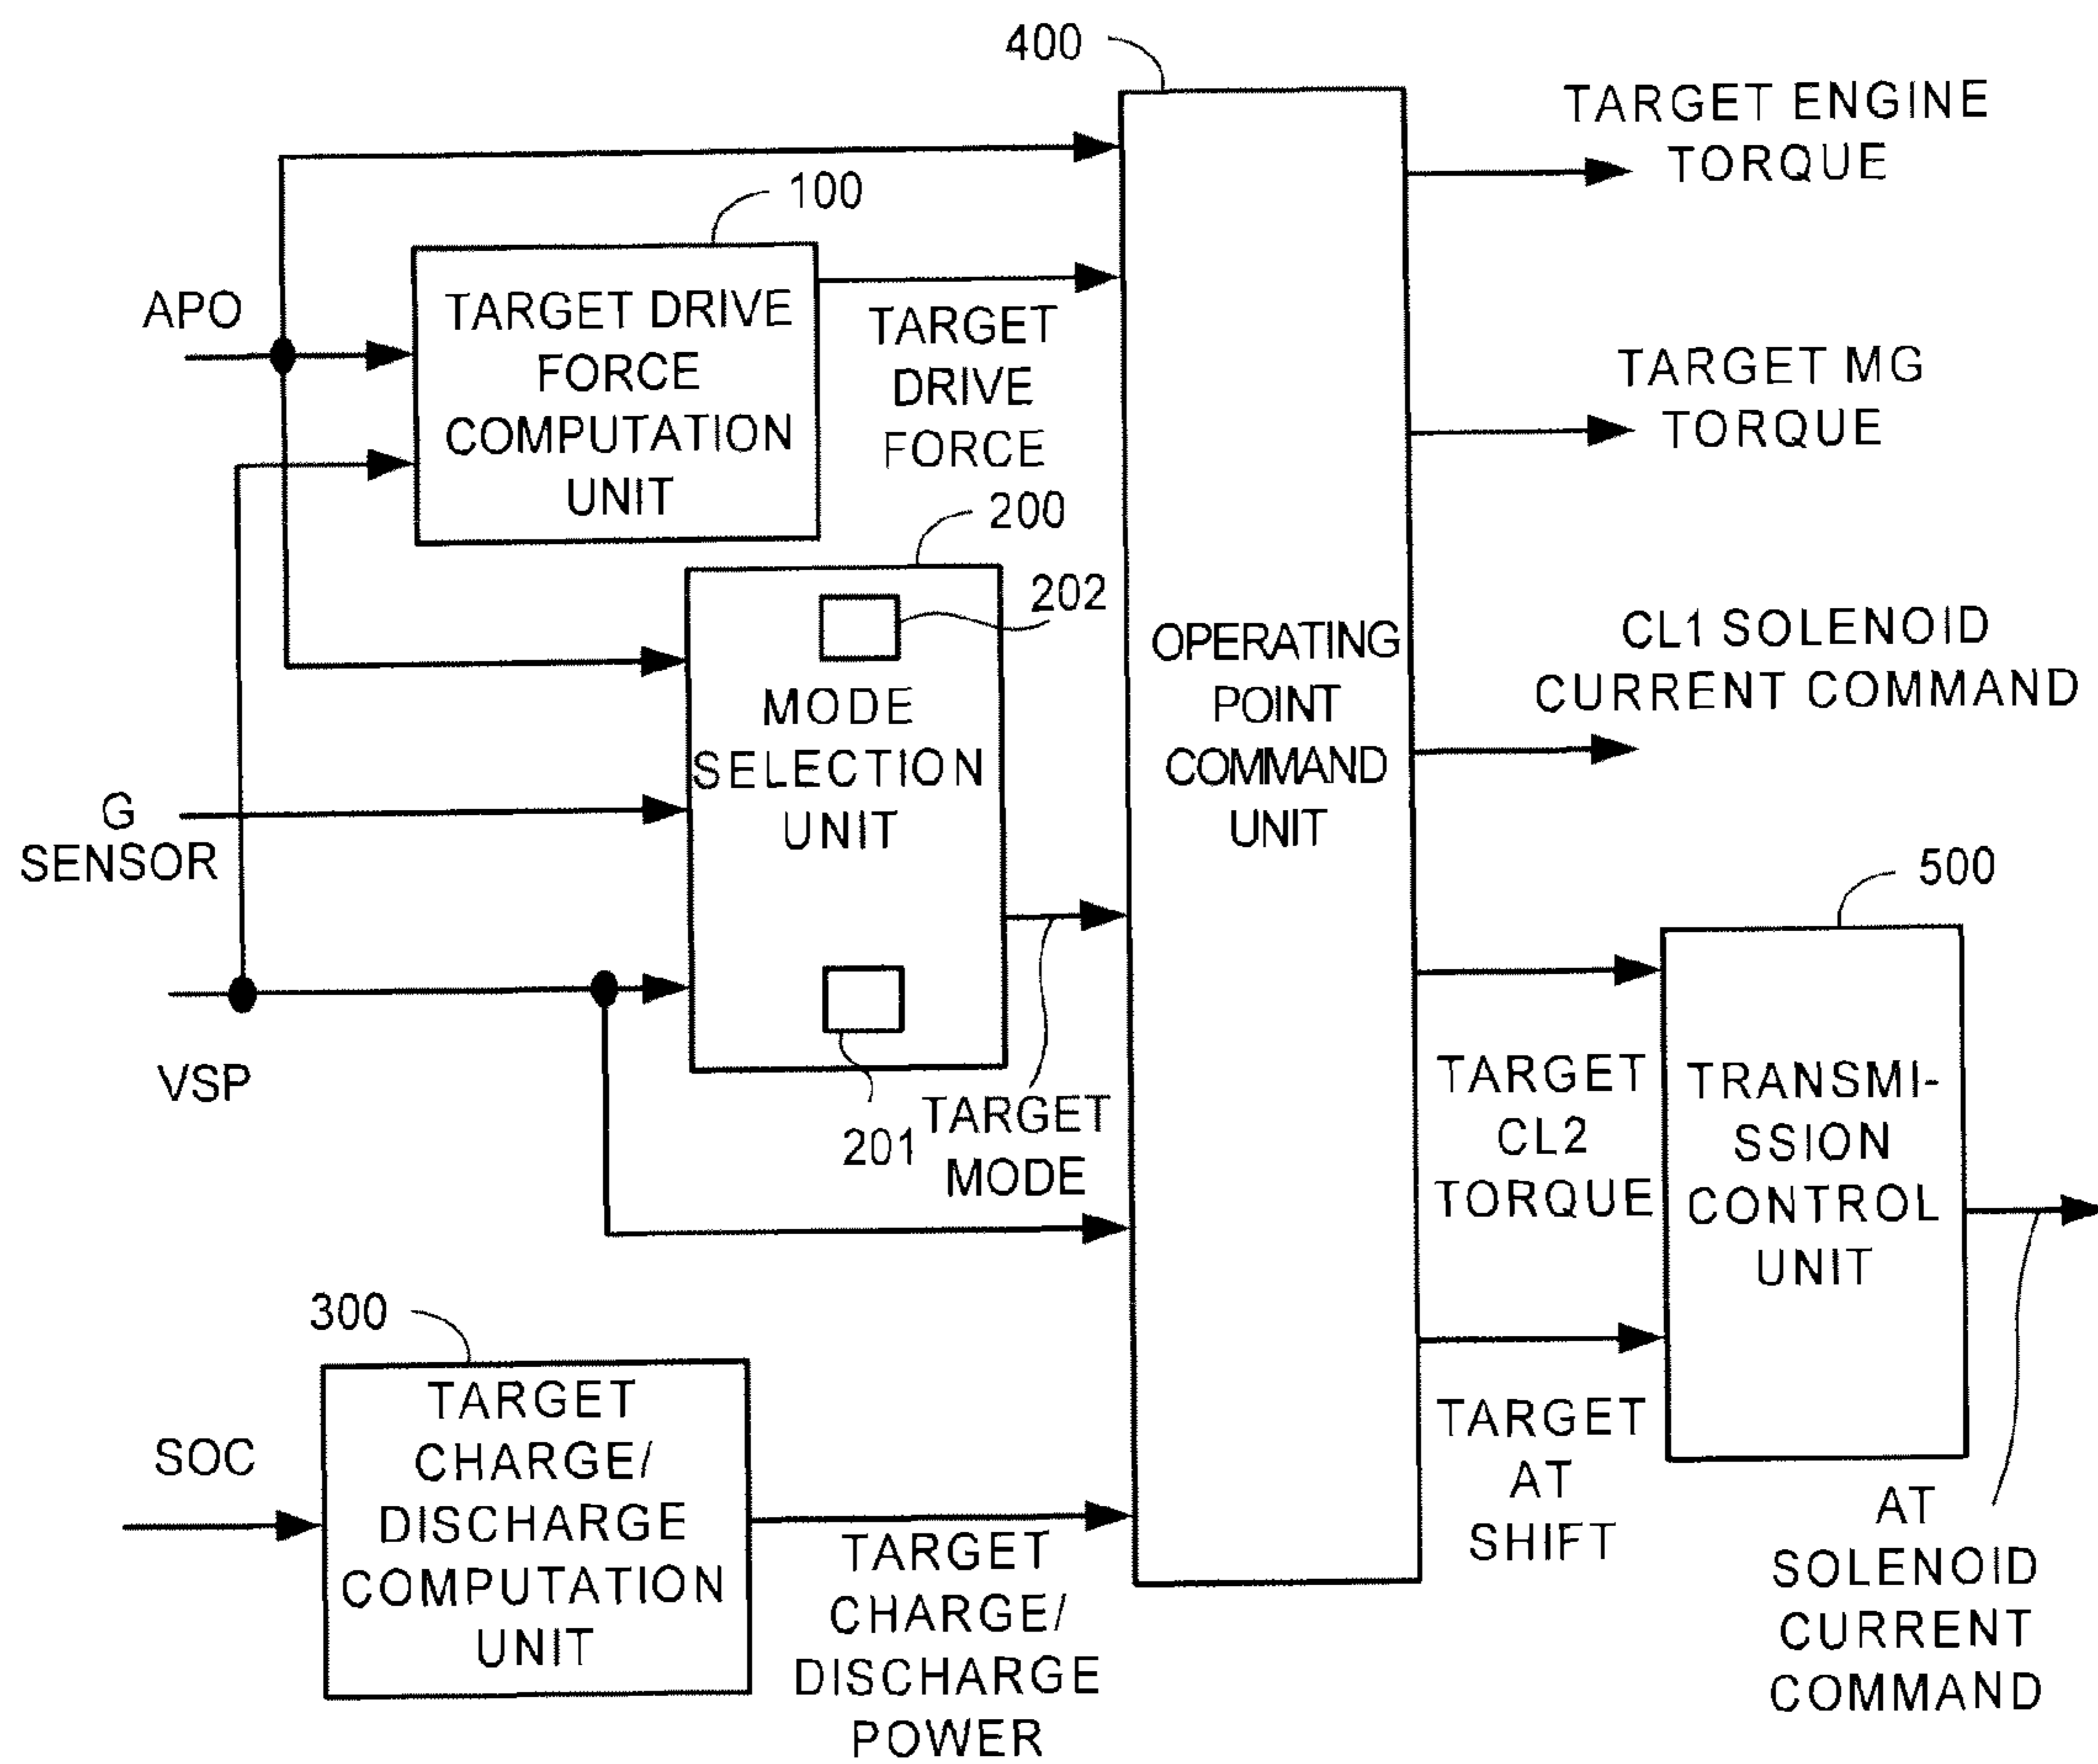 400
TARGET ENGINE
TORQUE
100
APO
TARGET DRIVE
FORCE
COMPUTATION
UNIT
TARGET
DRIVE
FORCE
TARGET MG
TORQUE
200
202
MODE
SELECTION
UNIT
OPERATING
POINT
COMMAND
UNIT
CL1 SOLENOID
CURRENT COMMAND
G
SENSOR
500
VSP
201
TARGET
MODE
TARGET
CL2
TORQUE
TRANSMI-
SSION
CONTROL
UNIT
300
SOC
TARGET
CHARGE/
DISCHARGE
COMPUTATION
UNIT
TARGET
CHARGE/
DISCHARGE
POWER
TARGET
AT
SHIFT
AT
SOLENOID
CURRENT
COMMAND